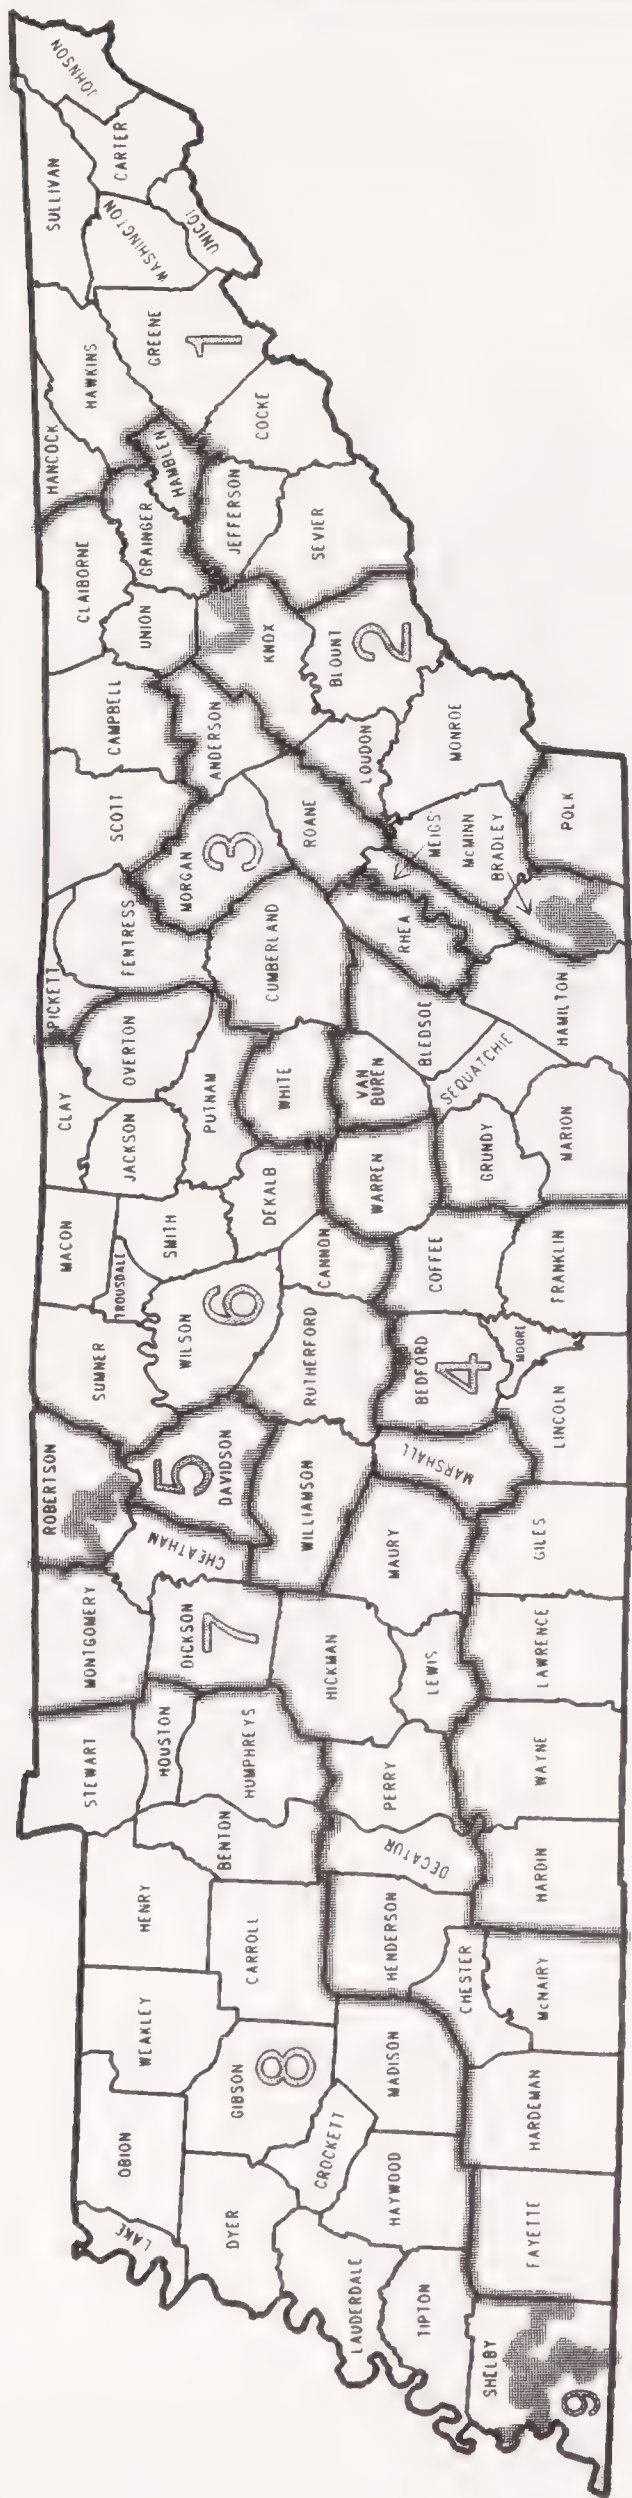 JOHNSON
CARTER
SULLIVAN
WASHINGTON
UNICOI
GREENE
1
HAWKINS
HANCOCK
HAMBLEN
COCKE
GRAINGER
JEFFERSON
CLAIBORNE
SEVIER
UNION
KNOX
BLOUNT
2
CAMPBELL
ANDERSON
LOUDON
MONROE
SCOTT
ROANE
3
MORGAN
MEIGS
McMINN
BRADLEY
POLK
FENTRESS
CUMBERLAND
RHEA
PICKETT
HAMILTON
BLEDSOE
OVERTON
SEQUATCHIE
CLAY
PUTNAM
WHITE
VAN
BUREN
JACKSON
GRUNDY
MARION
WARREN
DEKALB
SMITH
MACON
CANNON
TROUSDALE
COFFEE
FRANKLIN
6
WILSON
SUMNER
RUTHERFORD
BEDFORD
4
MOORE
LINCOLN
MARSHALL
5
DAVIDSON
ROBERTSON
WILLIAMSON
CHEATHAM
MAURY
GILES
MONTGOMERY
DICKSON
7
HICKMAN
LEWIS
LAWRENCE
STEWART
HOUSTON
HUMPHREYS
PERRY
WAYNE
BENTON
DECATUR
HARDIN
HENRY
CARROLL
HENDERSON
CHESTER
McNAIRY
WEAKLEY
GIBSON
8
MADISON
HARDEMAN
OBION
CROCKETT
HAYWOOD
LAKE
DYER
FAYETTE
LAUDERDALE
TIPTON
SHELBY
9